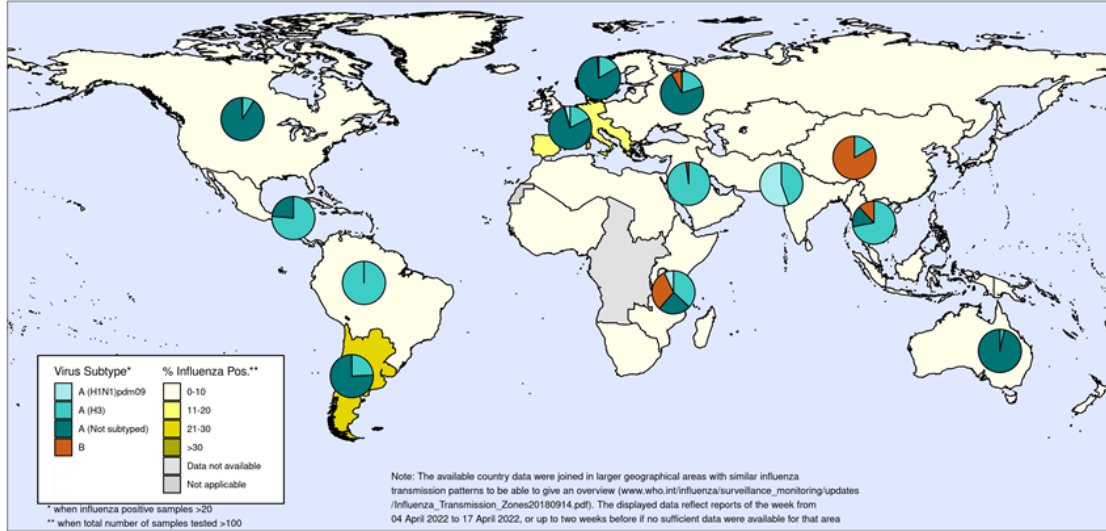 Virus Subtype*
A (H1N1)pdm09
A (H3)
A (Not subtyped)
B
% Influenza Pos.**
0-10
11-20
21-30
>30
Data not available
Not applicable
* when influenza positive samples >20
** when total number of samples tested >100
Note: The available country data were joined in larger geographical areas with similar influenza
transmission patterns to be able to give an overview (www.who.int/influenza/surveillance_monitoring/updates
/Influenza_Transmission_Zones20180914.pdf). The displayed data reflect reports of the week from
04 April 2022 to 17 April 2022, or up to two weeks before if no sufficient data were available for that area